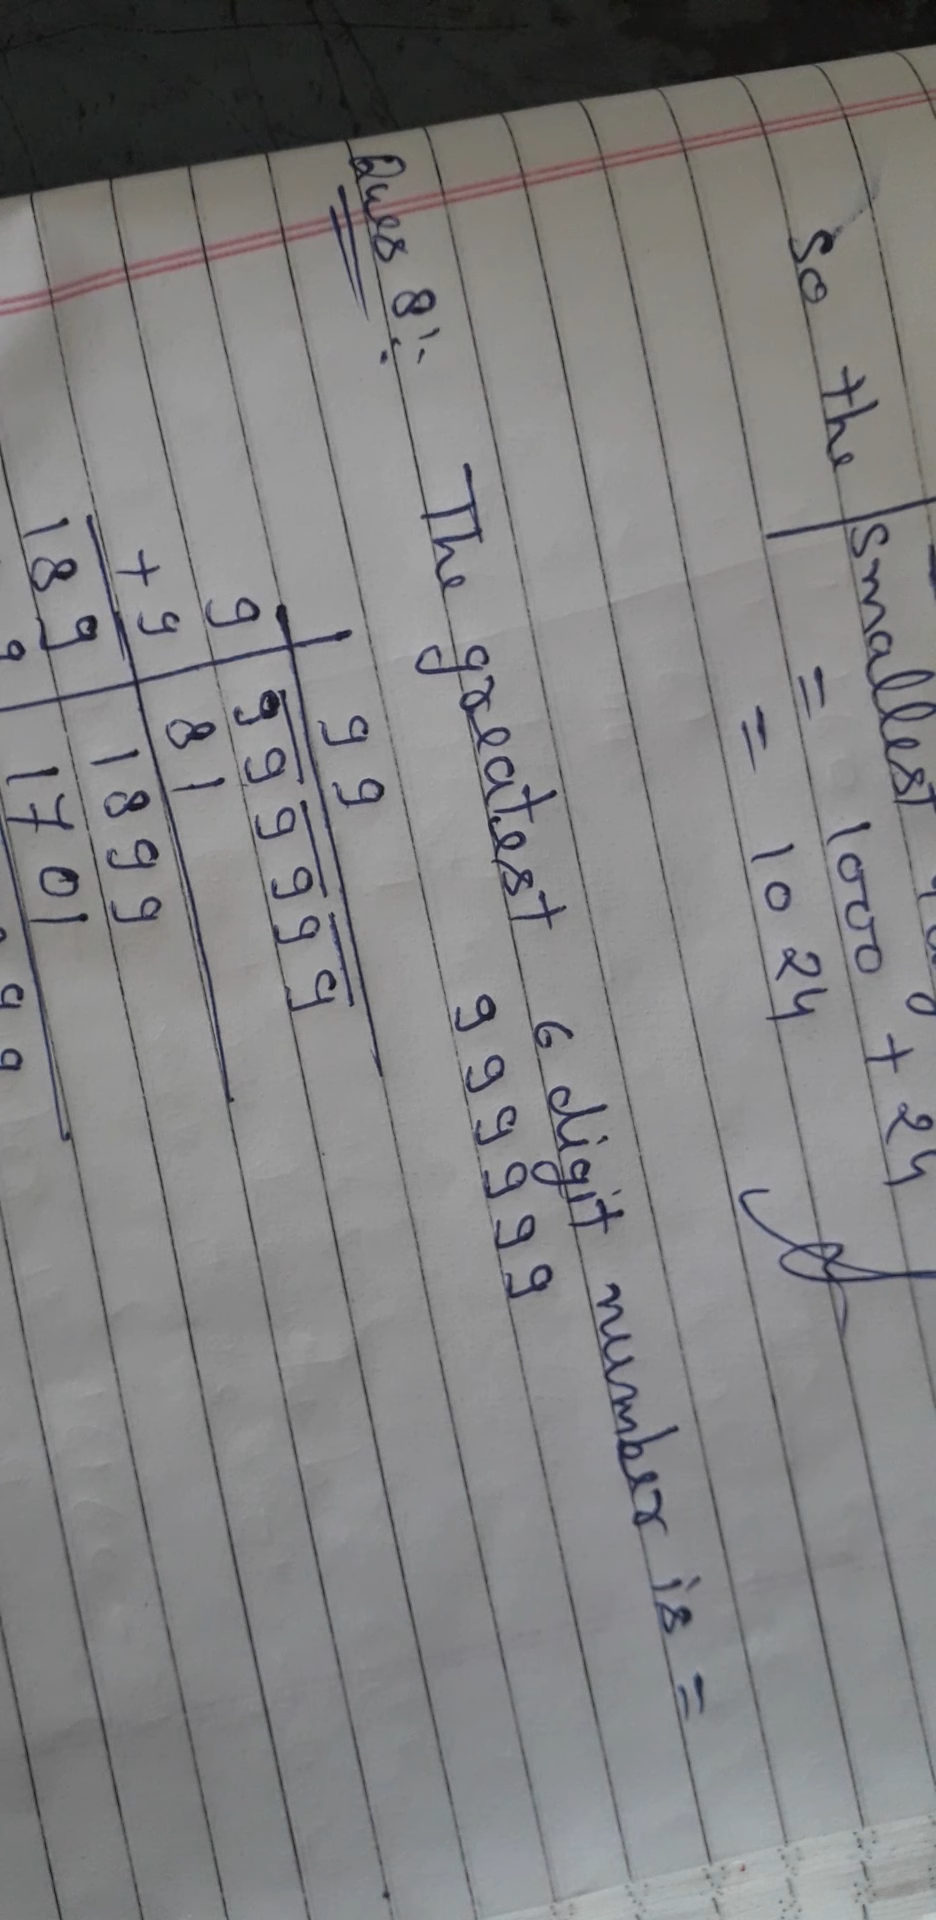 So the smallest
= 1000 + 24
= 1024
Ques 8:- The greatest 6 digit number is =
999999
99
9 999999
+9 81
189 1899
1701
99